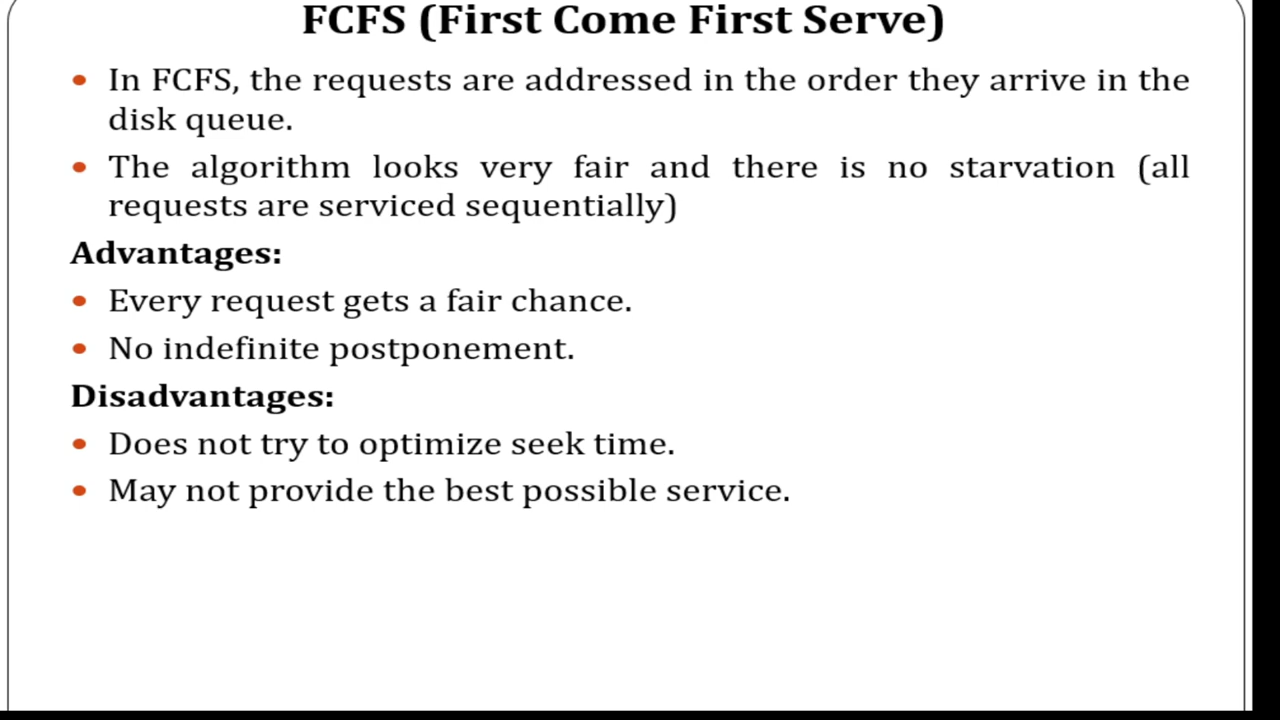 FCFS (First Come First Serve)
• In FCFS, the requests are addressed in the order they arrive in the
disk queue.
• The algorithm looks very fair and there is no starvation (all
requests are serviced sequentially)
Advantages:
• Every request gets a fair chance.
• No indefinite postponement.
Disadvantages:
• Does not try to optimize seek time.
• May not provide the best possible service.